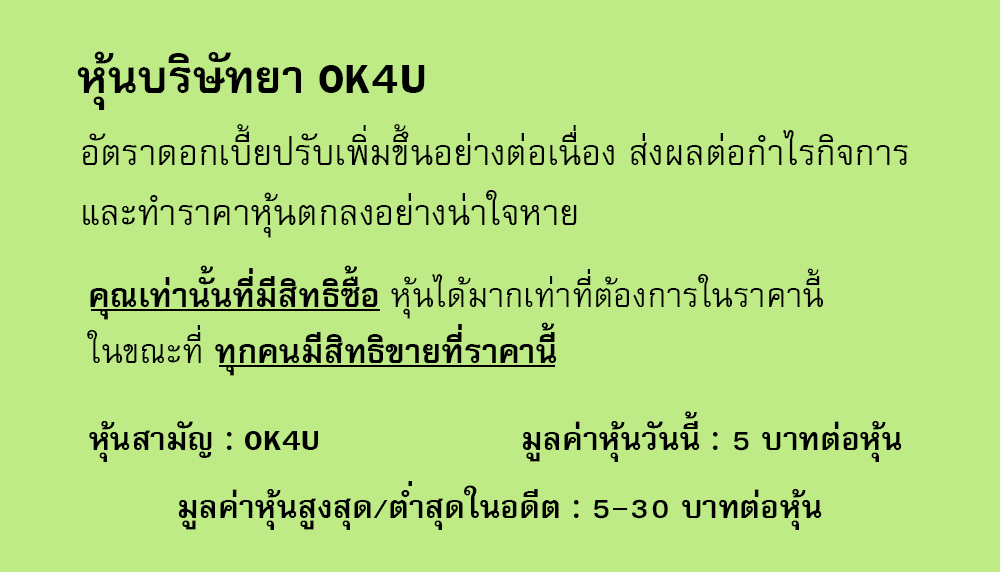 หุ้นบริษัทยา OK4U
อัตราดอกเบี้ยปรับเพิ่มขึ้นอย่างต่อเนื่อง ส่งผลต่อกำไรกิจการ
และทำราคาหุ้นตกลงอย่างน่าใจหาย
คุณเท่านั้นที่มีสิทธิซื้อ หุ้นได้มากเท่าที่ต้องการในราคานี้
ในขณะที่ ทุกคนมีสิทธิขายที่ราคานี้
หุ้นสามัญ : OK4U มูลค่าหุ้นวันนี้ : 5 บาทต่อหุ้น
มูลค่าหุ้นสูงสุด/ต่ำสุดในอดีต : 5-30 บาทต่อหุ้น